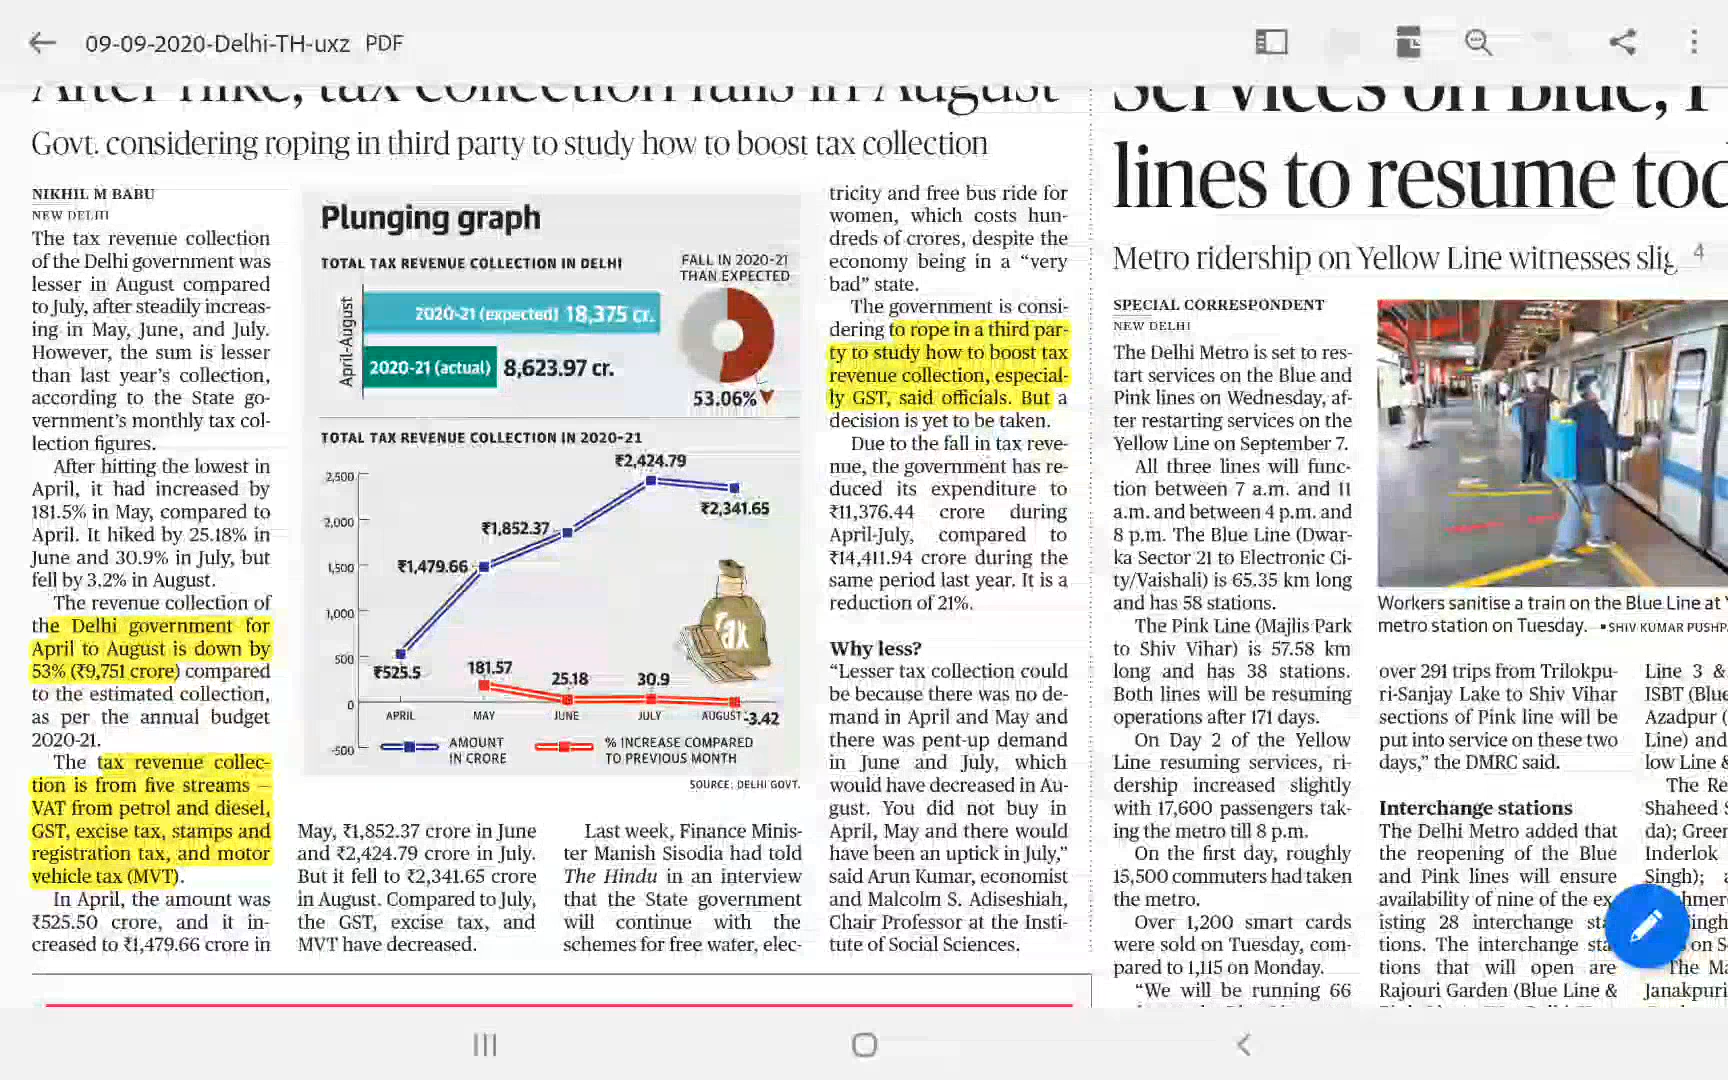 09-09-2020-Delhi-TH-uxz PDF
After hike, tax collection falls in August
Govt. considering roping in third party to study how to boost tax collection
NIKHIL M BABU
NEW DELHI
The tax revenue collection
of the Delhi government was
lesser in August compared
to July, after steadily increas-
ing in May, June, and July.
However, the sum is lesser
than last year's collection,
according to the State go-
vernment's monthly tax col-
lection figures.
After hitting the lowest in
April, it had increased by
181.5% in May, compared to
April. It hiked by 25.18% in
June and 30.9% in July, but
fell by 3.2% in August.
The revenue collection of
the Delhi government for
April to August is down by
53% (₹9,751 crore) compared
to the estimated collection,
as per the annual budget
2020-21.
The tax revenue collec-
tion is from five streams –
VAT from petrol and diesel,
GST, excise tax, stamps and
registration tax, and motor
vehicle tax (MVT).
In April, the amount was
₹525.50 crore, and it in-
creased to ₹1,479.66 crore in
Plunging graph
TOTAL TAX REVENUE COLLECTION IN DELHI
April-August
2020-21 (expected) 18,375 cr.
2020-21 (actual) 8,623.97 cr.
FALL IN 2020-21
THAN EXPECTED
53.06%
TOTAL TAX REVENUE COLLECTION IN 2020-21
2,500
2,000
1,500
1,000
500
0
-500
₹525.5
₹1,479.66
₹1,852.37
₹2,424.79
₹2,341.65
181.57
25.18
30.9
-3.42
APRIL
MAY
JUNE
JULY
AUGUST
Tax
AMOUNT
IN CRORE
% INCREASE COMPARED
TO PREVIOUS MONTH
SOURCE: DELHI GOVT.
May, ₹1,852.37 crore in June
and ₹2,424.79 crore in July.
But it fell to ₹2,341.65 crore
in August. Compared to July,
the GST, excise tax, and
MVT have decreased.
Last week, Finance Minis-
ter Manish Sisodia had told
The Hindu in an interview
that the State government
will continue with the
schemes for free water, elec-
tricity and free bus ride for
women, which costs hun-
dreds of crores, despite the
economy being in a “very
bad” state.
The government is consi-
dering to rope in a third par-
ty to study how to boost tax
revenue collection, especial-
ly GST, said officials. But a
decision is yet to be taken.
Due to the fall in tax reve-
nue, the government has re-
duced its expenditure to
₹11,376.44 crore during
April-July, compared to
₹14,411.94 crore during the
same period last year. It is a
reduction of 21%.
Why less?
“Lesser tax collection could
be because there was no de-
mand in April and May and
there was pent-up demand
in June and July, which
would have decreased in Au-
gust. You did not buy in
April, May and there would
have been an uptick in July,”
said Arun Kumar, economist
and Malcolm S. Adiseshiah,
Chair Professor at the Insti-
tute of Social Sciences.
Services on Blue, P
lines to resume tod
Metro ridership on Yellow Line witnesses slig
4
SPECIAL CORRESPONDENT
NEW DELHI
The Delhi Metro is set to res-
tart services on the Blue and
Pink lines on Wednesday, af-
ter restarting services on the
Yellow Line on September 7.
All three lines will func-
tion between 7 a.m. and 11
a.m. and between 4 p.m. and
8 p.m. The Blue Line (Dwar-
ka Sector 21 to Electronic Ci-
ty/Vaishali) is 65.35 km long
and has 58 stations.
The Pink Line (Majlis Park
to Shiv Vihar) is 57.58 km
long and has 38 stations.
Both lines will be resuming
operations after 171 days.
On Day 2 of the Yellow
Line resuming services, ri-
dership increased slightly
with 17,600 passengers tak-
ing the metro till 8 p.m.
On the first day, roughly
15,500 commuters had taken
the metro.
Over 1,200 smart cards
were sold on Tuesday, com-
pared to 1,115 on Monday.
“We will be running 66
Workers sanitise a train on the Blue Line at
metro station on Tuesday. ▪ SHIV KUMAR PUSHP
over 291 trips from Trilokpu-
ri-Sanjay Lake to Shiv Vihar
sections of Pink line will be
put into service on these two
days,” the DMRC said.
Interchange stations
The Delhi Metro added that
the reopening of the Blue
and Pink lines will ensure
availability of nine of the ex-
isting 28 interchange sta-
tions. The interchange sta-
tions that will open are
Rajouri Garden (Blue Line &
Line 3 &
ISBT (Blue
Azadpur (
Line) and
low Line &
The Re
Shaheed S
da); Green
Inderlok
Singh); a
on S
The Ma
Janakpuri